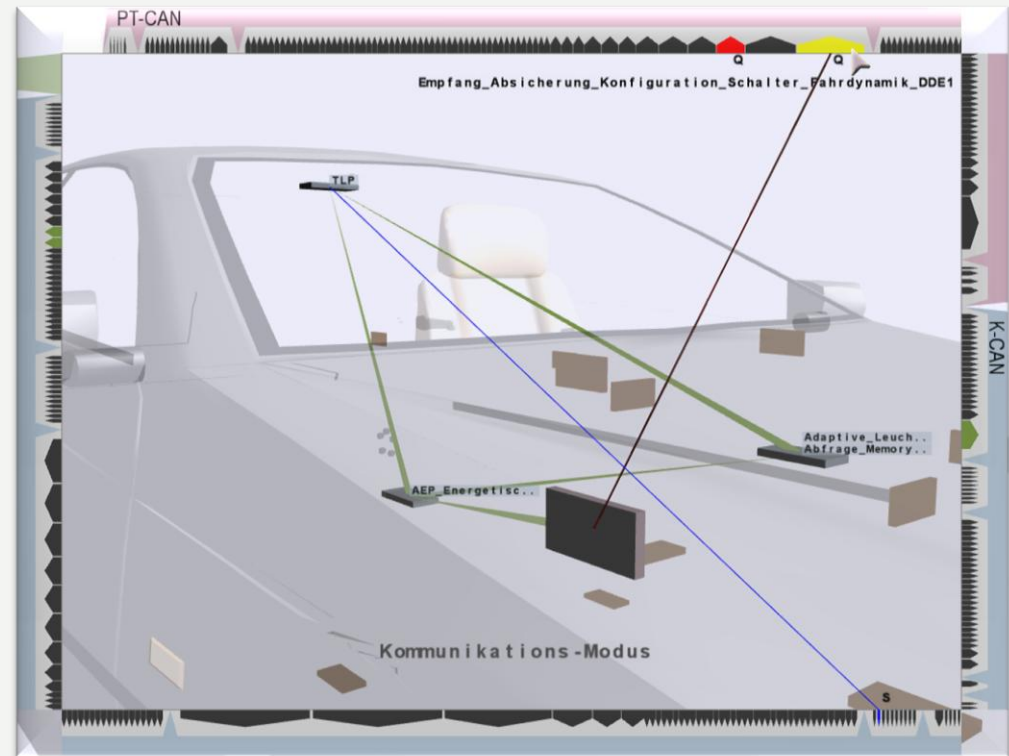 PT-CAN
Q Q
Empfang_Absicherung_Konfiguration_Schalter_Fahrdynamik_DDE1
TLP
K-CAN
Adaptive_Leuch..
Abfrage_Memory..
AEP_Energetisc..
Kommunikations-Modus
S